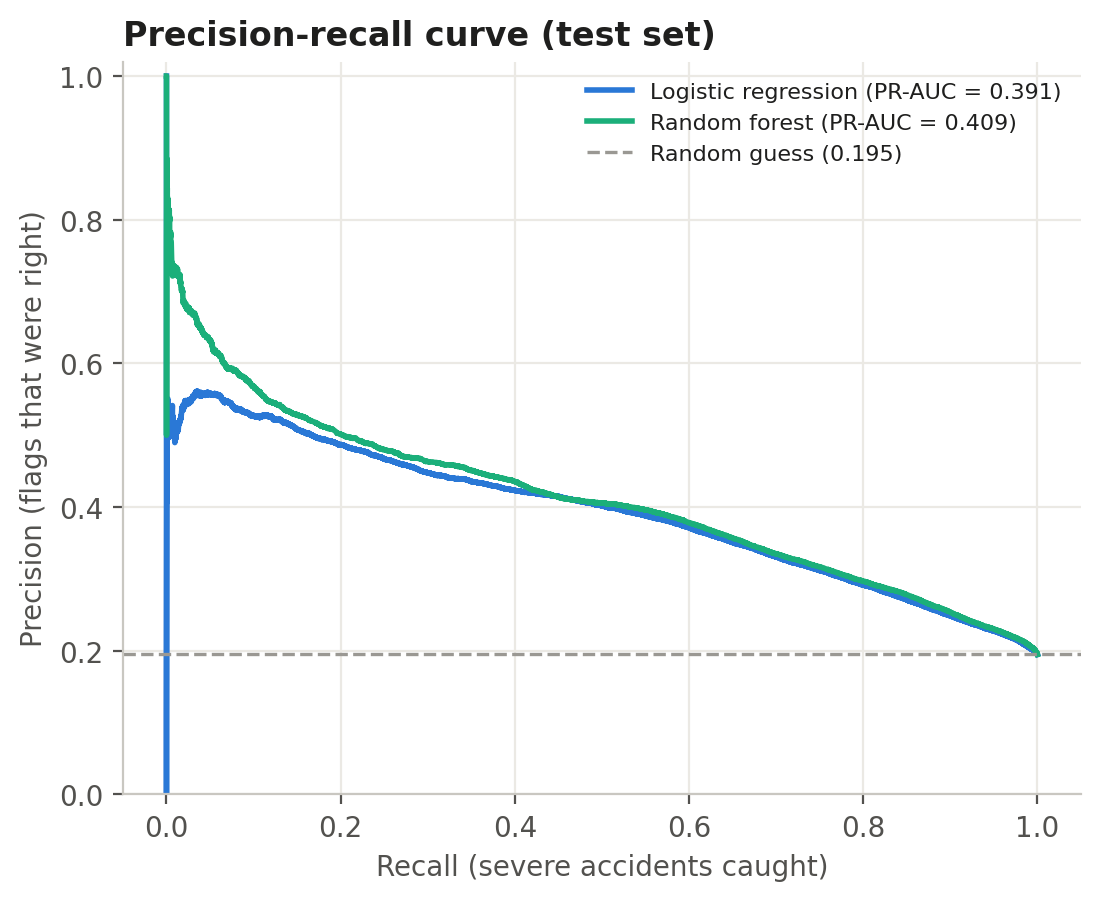 Precision-recall curve (test set)
Logistic regression (PR-AUC = 0.391)
Random forest (PR-AUC = 0.409)
Random guess (0.195)
Precision (flags that were right)
1.0
0.8
0.6
0.4
0.2
0.0
0.0 0.2 0.4 0.6 0.8 1.0
Recall (severe accidents caught)